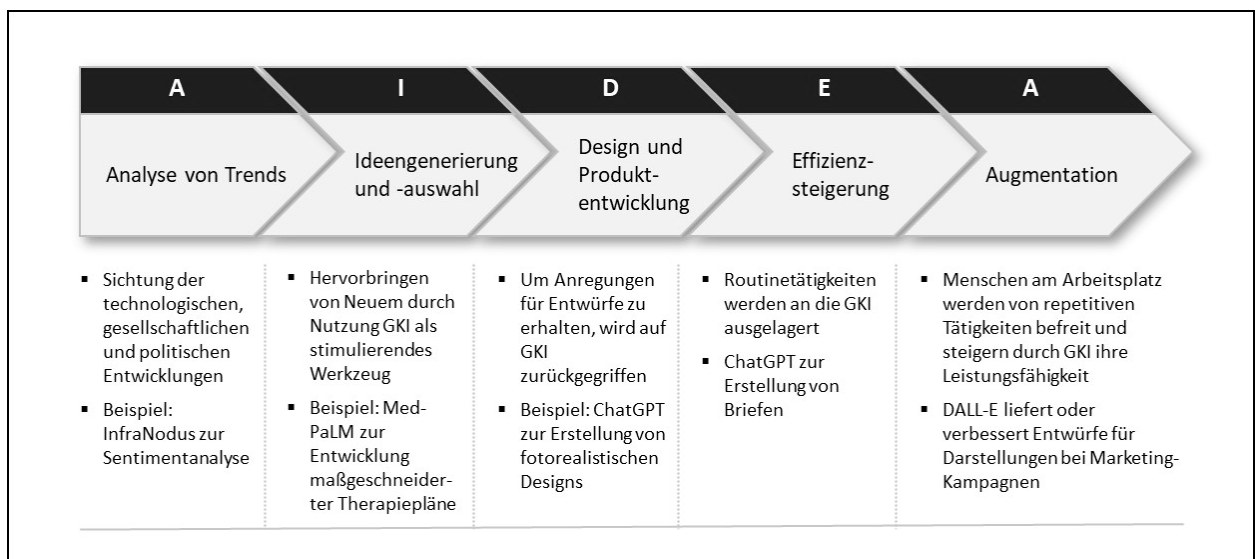 A
I
D
E
A
Analyse von Trends
Ideengenerierung
und -auswahl
Design und
Produkt-
entwicklung
Effizienz-
steigerung
Augmentation
▪ Sichtung der
technologischen,
gesellschaftlichen
und politischen
Entwicklungen
▪ Beispiel:
InfraNodus zur
Sentimentanalyse
▪ Hervorbringen
von Neuem durch
Nutzung GKI als
stimulierendes
Werkzeug
▪ Beispiel: Med-
PaLM zur
Entwicklung
maßgeschneider-
ter Therapiepläne
▪ Um Anregungen
für Entwürfe zu
erhalten, wird auf
GKI
zurückgegriffen
▪ Beispiel: ChatGPT
zur Erstellung von
fotorealistischen
Designs
▪ Routinetätigkeiten
werden an die GKI
ausgelagert
▪ ChatGPT zur
Erstellung von
Briefen
▪ Menschen am Arbeitsplatz
werden von repetitiven
Tätigkeiten befreit und
steigern durch GKI ihre
Leistungsfähigkeit
▪ DALL-E liefert oder
verbessert Entwürfe für
Darstellungen bei Marketing-
Kampagnen